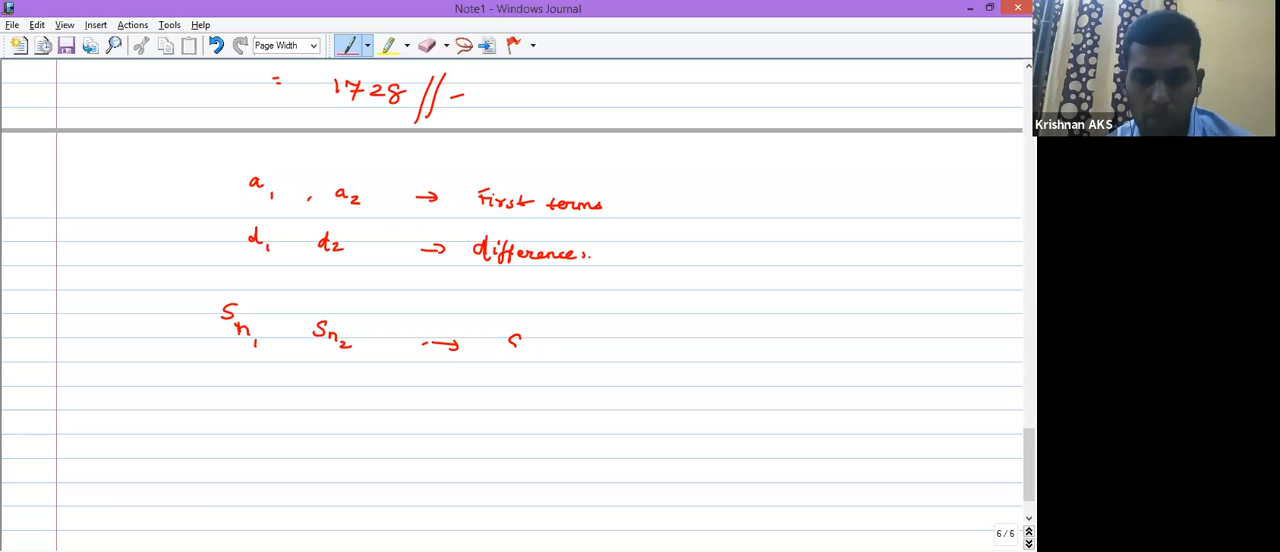 Note1 - Windows Journal
File Edit View Insert Actions Tools Help
Page Width
= 1728 //
a1 , a2 → First terms
d1 d2 → differences.
Sn1 Sn2 → S
6 / 6
Krishnan AKS